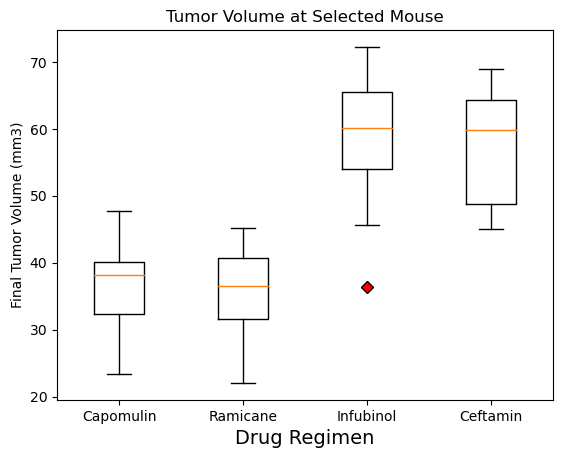 Tumor Volume at Selected Mouse
Final Tumor Volume (mm3)
70
60
50
40
30
20
Capomulin Ramicane Infubinol Ceftamin
Drug Regimen